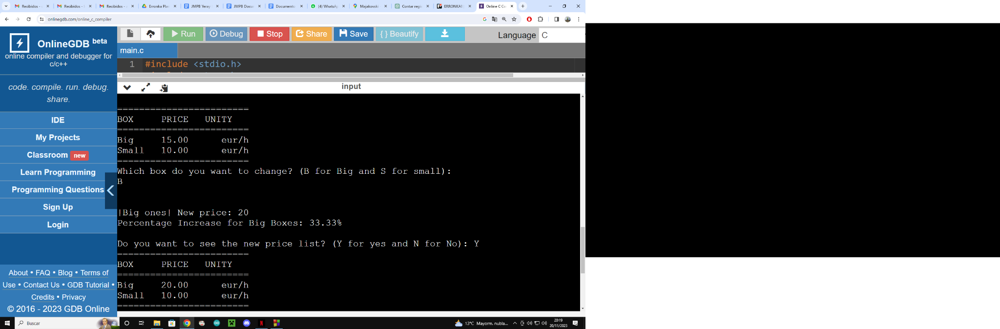 Recibidos -
Recibidos -
Recibidos -
Erronka Plan
JMPB Yeray
JMPB Docu
Documento
(4) WhatsAp
Majakovski
Contar regis
ERRONKA1
Online C Co
onlinegdb.com/online_c_compiler
OnlineGDB beta
online compiler and debugger for
c/c++
code. compile. run. debug.
share.
IDE
My Projects
Classroom new
Learn Programming
Programming Questions
Sign Up
Login
About • FAQ • Blog • Terms of
Use • Contact Us • GDB Tutorial •
Credits • Privacy
© 2016 - 2023 GDB Online
Run Debug Stop Share Save { } Beautify Language C
main.c
1 #include <stdio.h>
input
========================
BOX PRICE UNITY
========================
Big 15.00 eur/h
Small 10.00 eur/h
========================
Which box do you want to change? (B for Big and S for small):
B
|Big ones| New price: 20
Percentage Increase for Big Boxes: 33.33%
Do you want to see the new price list? (Y for yes and N for No): Y
========================
BOX PRICE UNITY
========================
Big 20.00 eur/h
Small 10.00 eur/h
========================
Buscar
13°C Mayorm. nubla...
20:19
20/11/2023